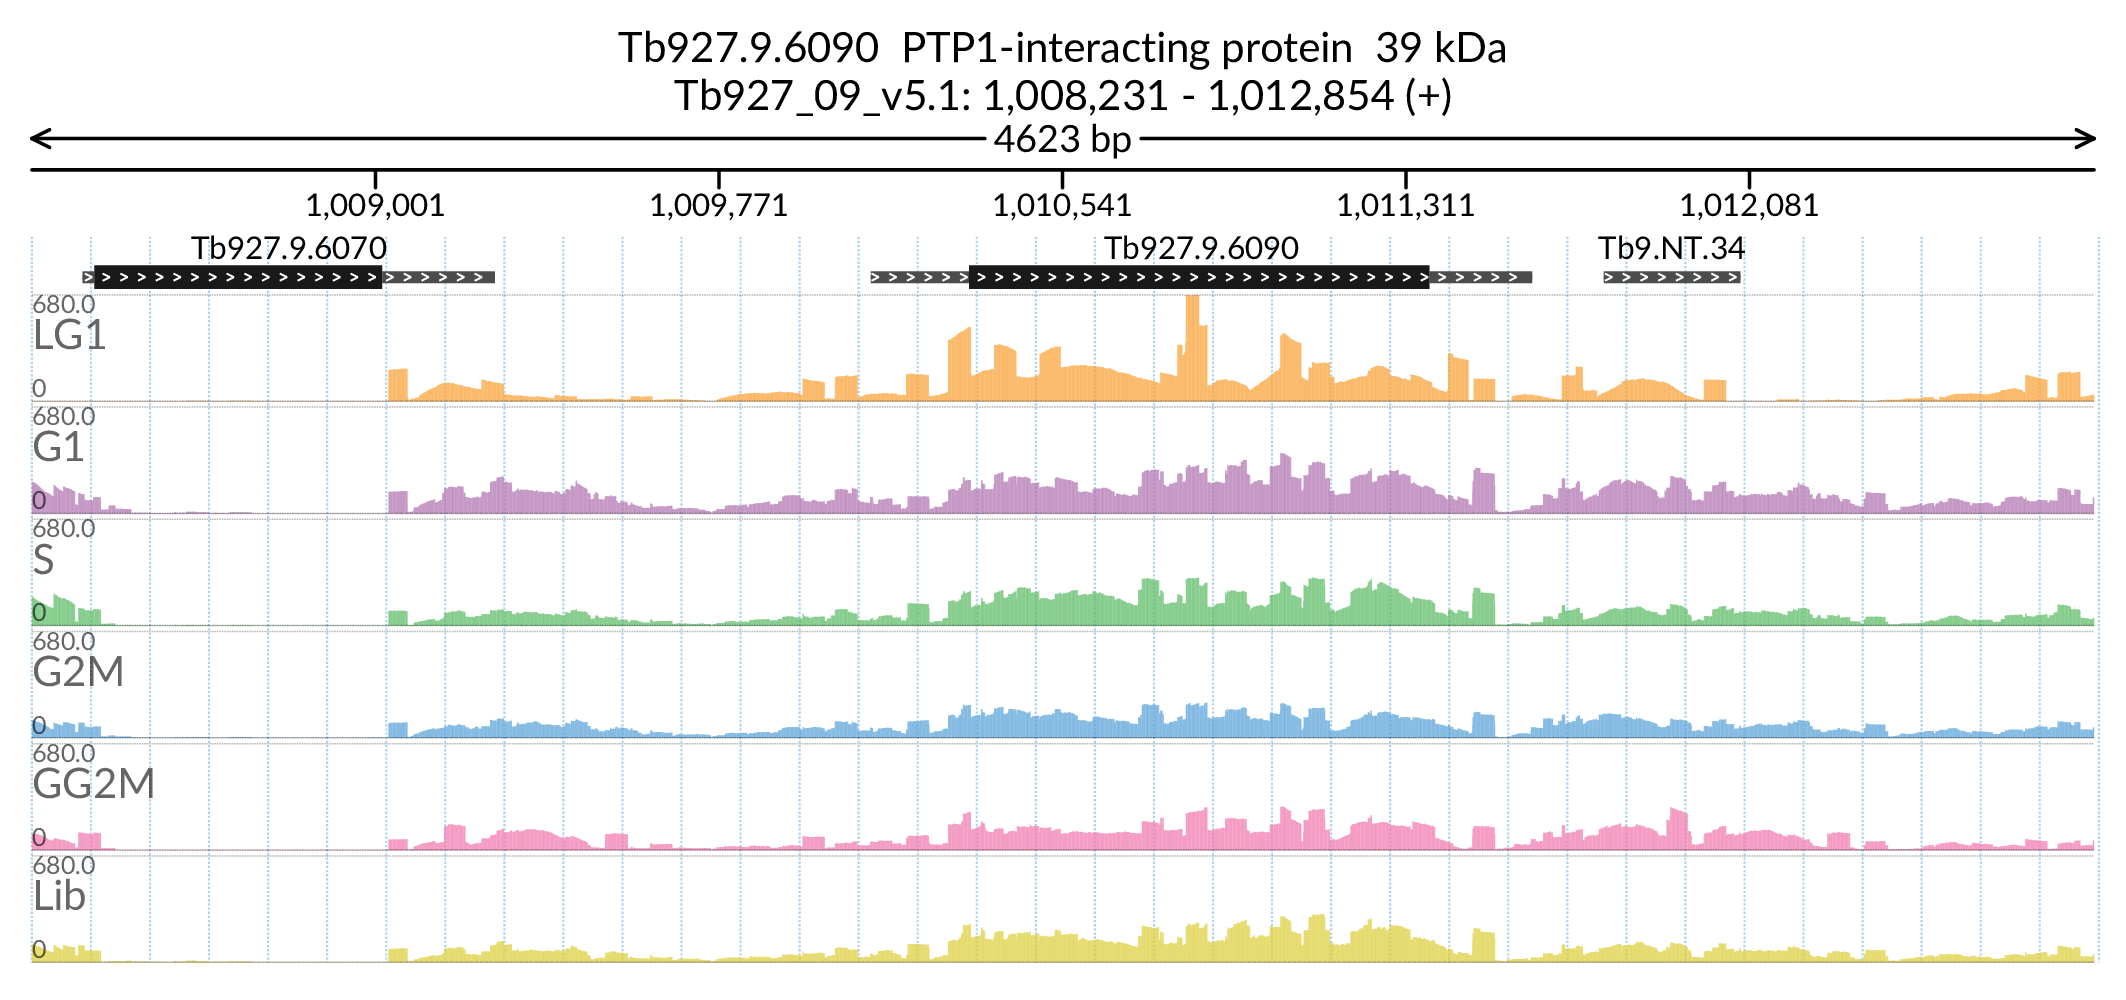 Tb927.9.6090  PTP1-interacting protein  39 kDa
Tb927_09_v5.1: 1,008,231 - 1,012,854 (+)
4623 bp
1,009,001 1,009,771 1,010,541 1,011,311 1,012,081
Tb927.9.6070 Tb927.9.6090 Tb9.NT.34
680.0
LG1
0
680.0
G1
0
680.0
S
0
680.0
G2M
0
680.0
GG2M
0
680.0
Lib
0